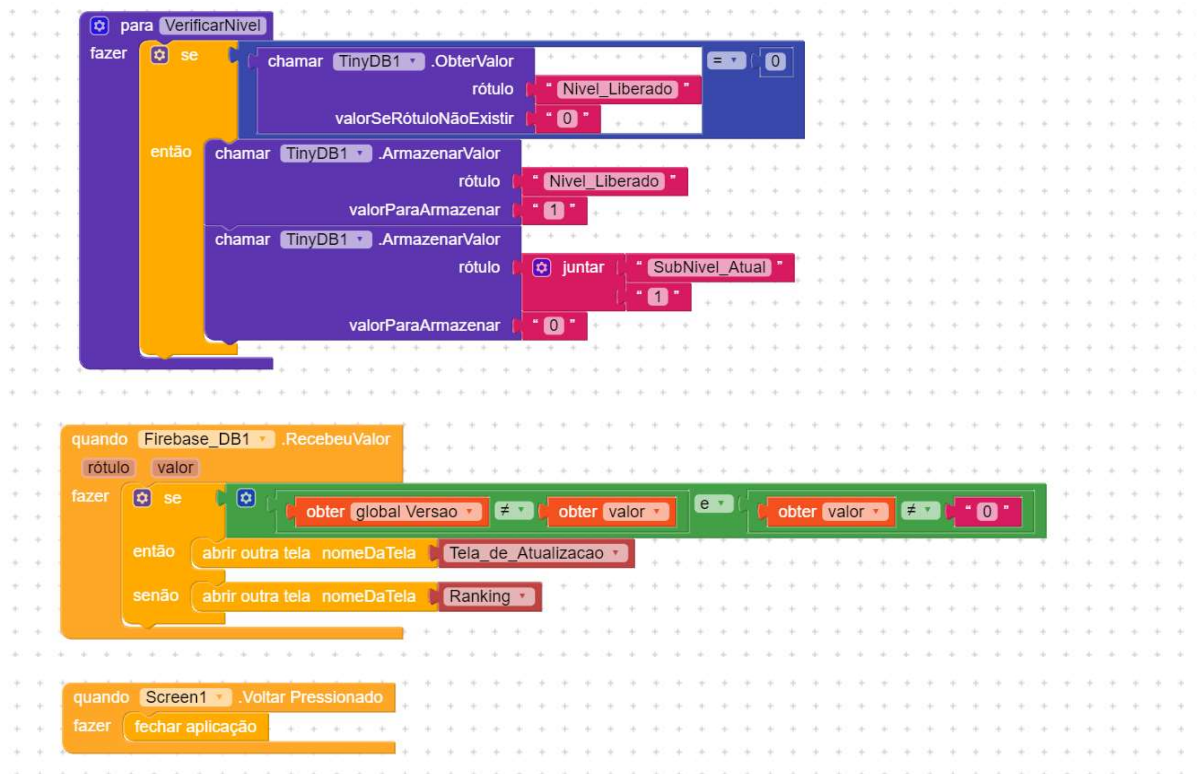 para VerificarNivel
fazer se chamar TinyDB1 .ObterValor = 0
rótulo " Nivel_Liberado "
valorSeRótuloNãoExistir " 0 "
então chamar TinyDB1 .ArmazenarValor
rótulo " Nivel_Liberado "
valorParaArmazenar " 1 "
chamar TinyDB1 .ArmazenarValor
rótulo juntar " SubNivel_Atual "
" 1 "
valorParaArmazenar " 0 "
quando Firebase_DB1 .RecebeuValor
rótulo valor
fazer se obter global Versao ≠ obter valor e obter valor ≠ " 0 "
então abrir outra tela nomeDaTela Tela_de_Atualizacao
senão abrir outra tela nomeDaTela Ranking
quando Screen1 .Voltar Pressionado
fazer fechar aplicação